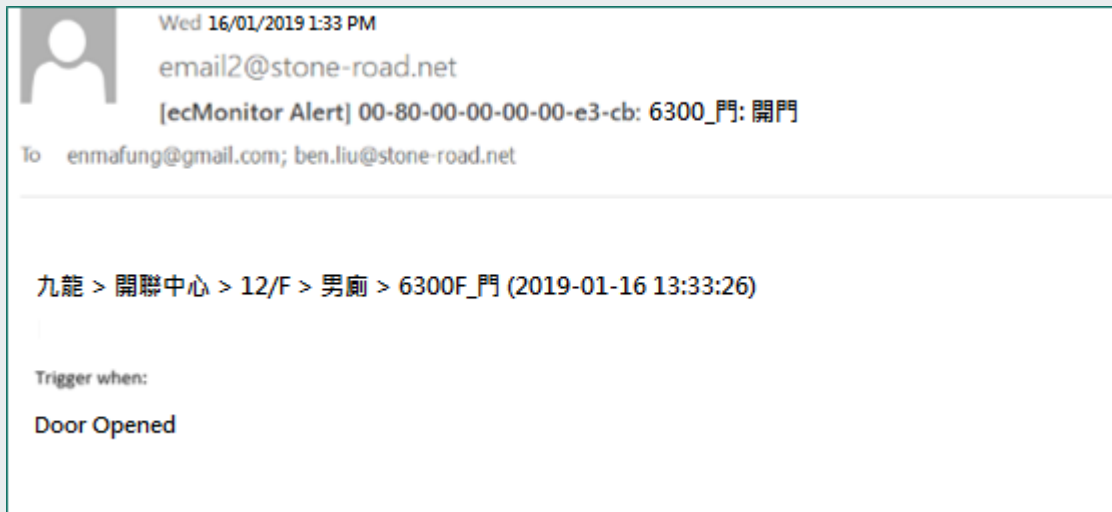 Wed 16/01/2019 1:33 PM
email2@stone-road.net
[ecMonitor Alert] 00-80-00-00-00-00-e3-cb: 6300_門: 開門
To enmafung@gmail.com; ben.liu@stone-road.net
九龍 > 開聯中心 > 12/F > 男廁 > 6300F_門 (2019-01-16 13:33:26)
Trigger when:
Door Opened